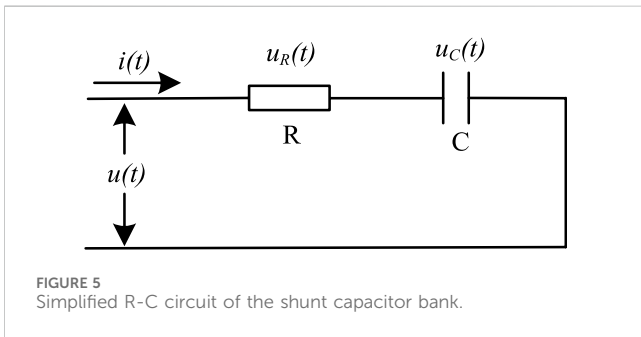 i(t)
u_R(t)
u_C(t)
R
C
u(t)
FIGURE 5
Simplified R-C circuit of the shunt capacitor bank.